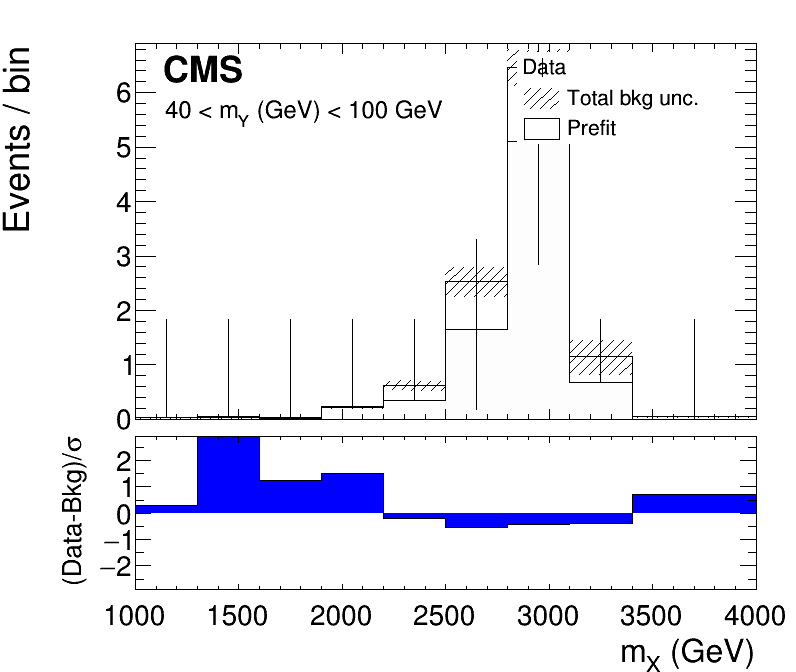 CMS
40 < mY (GeV) < 100 GeV
Data
Total bkg unc.
Prefit
Events / bin
6
5
4
3
2
1
0
(Data-Bkg)/σ
2
1
0
−1
−2
1000 1500 2000 2500 3000 3500 4000
mX (GeV)